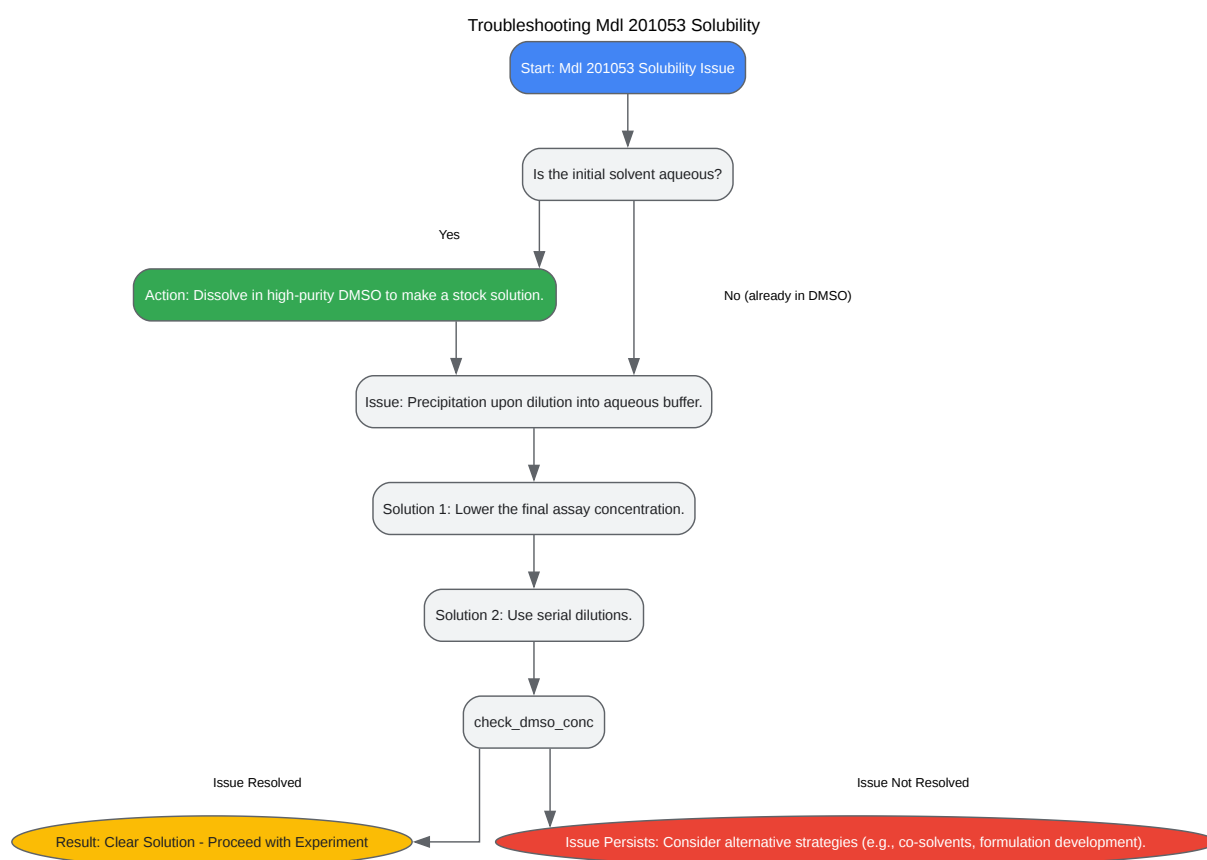 Troubleshooting Mdl 201053 Solubility
Start: Mdl 201053 Solubility Issue
Is the initial solvent aqueous?
Yes
Action: Dissolve in high-purity DMSO to make a stock solution.
No (already in DMSO)
Issue: Precipitation upon dilution into aqueous buffer.
Solution 1: Lower the final assay concentration.
Solution 2: Use serial dilutions.
check_dmso_conc
Issue Resolved
Issue Not Resolved
Result: Clear Solution - Proceed with Experiment
Issue Persists: Consider alternative strategies (e.g., co-solvents, formulation development).